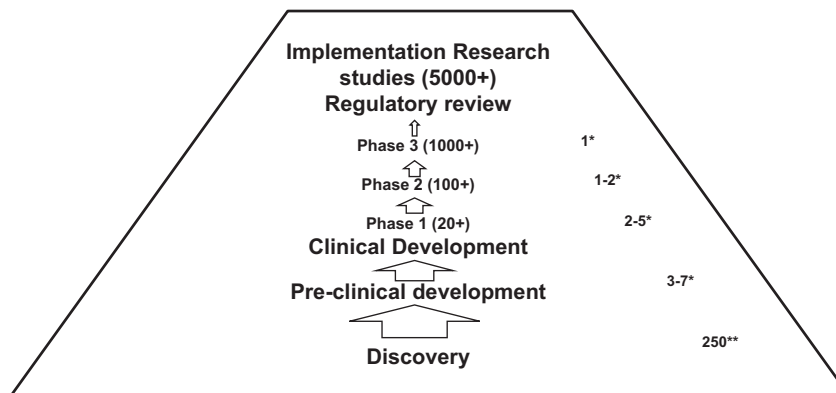 Implementation Research
studies (5000+)
Regulatory review
Phase 3 (1000+)
1*
Phase 2 (100+)
1-2*
Phase 1 (20+)
2-5*
Clinical Development
3-7*
Pre-clinical development
250**
Discovery